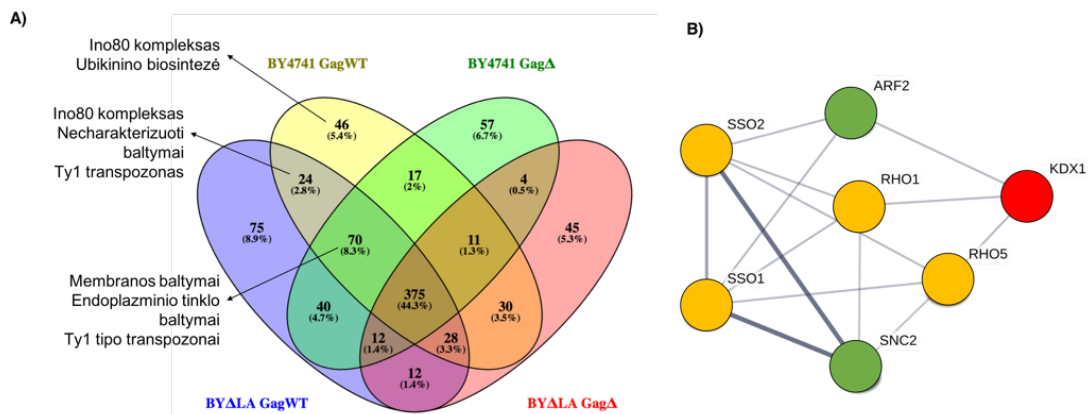 A)
Ino80 kompleksas
Ubikinino biosintezė
BY4741 GagWT
BY4741 GagΔ
Ino80 kompleksas
Necharakterizuoti
baltymai
Ty1 transpozonas
Membranos baltymai
Endoplazminio tinklo
baltymai
Ty1 tipo transpozonai
46
(5.4%)
57
(6.7%)
24
(2.8%)
17
(2%)
4
(0.5%)
75
(8.9%)
70
(8.3%)
11
(1.3%)
45
(5.3%)
40
(4.7%)
375
(44.3%)
30
(3.5%)
12
(1.4%)
28
(3.3%)
12
(1.4%)
BYΔLA GagWT
BYΔLA GagΔ
B)
ARF2
SSO2
KDX1
RHO1
RHO5
SSO1
SNC2